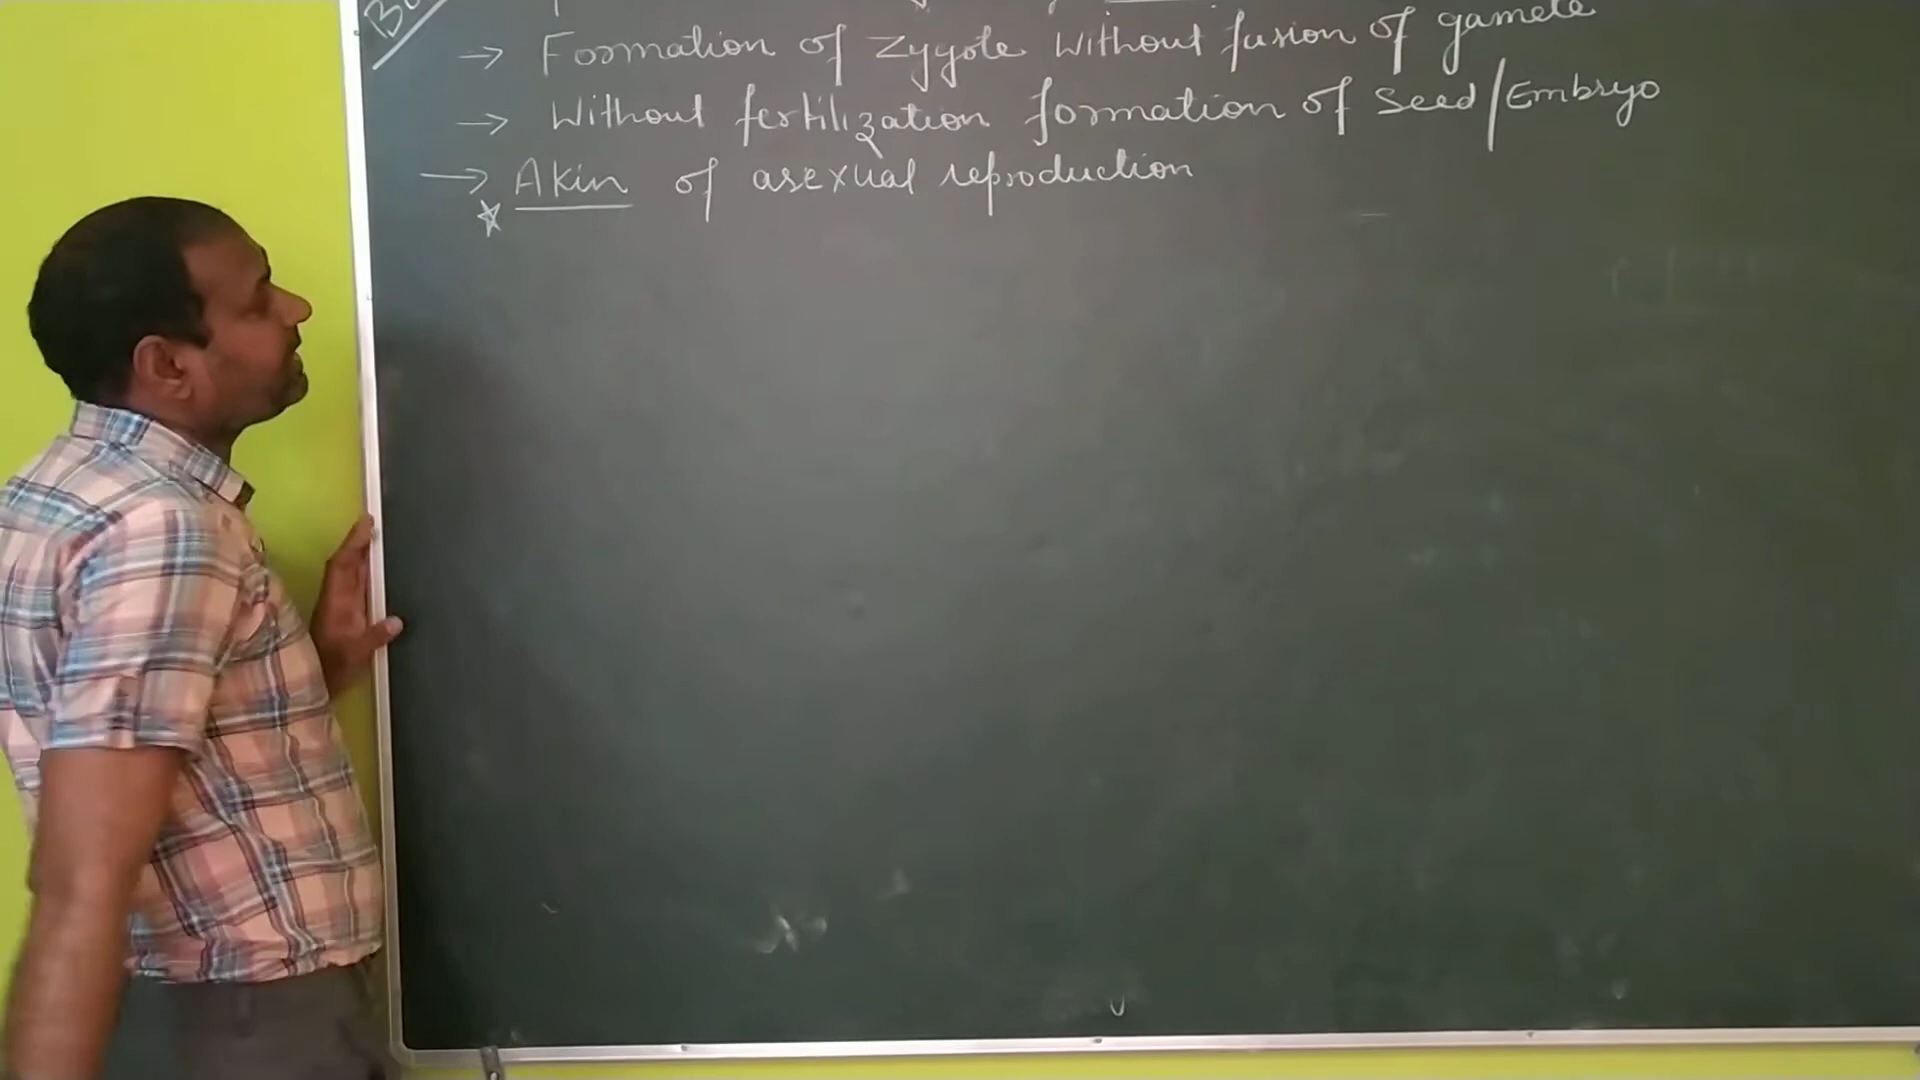 → Formation of Zygote Without fusion of gamete
→ Without fertilization formation of Seed/Embryo
→ Akin of asexual reproduction